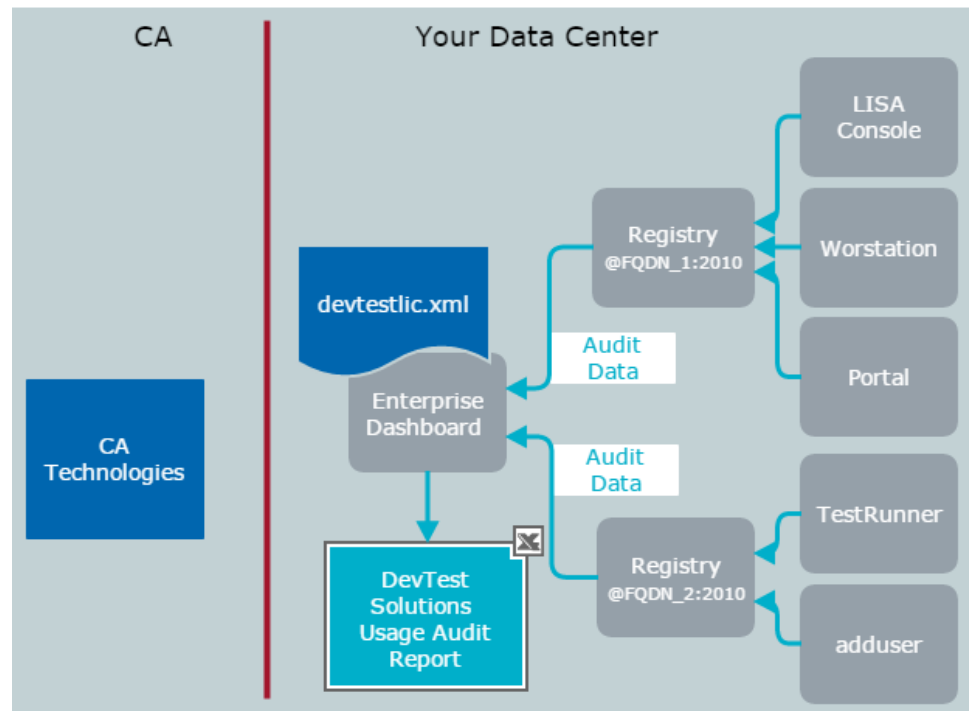 CA
Your Data Center
LISA
Console
Registry
@FQDN_1:2010
Worstation
devtestlic.xml
Audit
Data
Portal
Enterprise
Dashboard
CA
Technologies
Audit
Data
TestRunner
DevTest
Solutions
Usage Audit
Report
Registry
@FQDN_2:2010
adduser